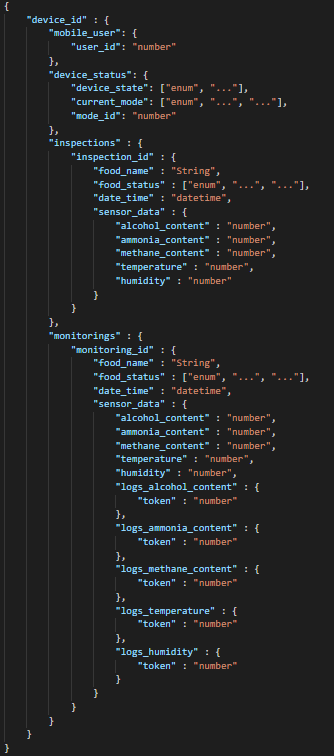 {
    "device_id" : {
        "mobile_user": {
            "user_id": "number"
        },
        "device_status": {
            "device_state": ["enum", "..."],
            "current_mode": ["enum", "...", "..."],
            "mode_id": "number"
        },
        "inspections" : {
            "inspection_id" : {
                "food_name" : "String",
                "food_status" : ["enum", "...", "..."],
                "date_time" : "datetime",
                "sensor_data" : {
                    "alcohol_content" : "number",
                    "ammonia_content" : "number",
                    "methane_content" : "number",
                    "temperature" : "number",
                    "humidity" : "number"
                }
            }
        },
        "monitorings" : {
            "monitoring_id" : {
                "food_name" : "String",
                "food_status" : ["enum", "...", "..."],
                "date_time" : "datetime",
                "sensor_data" : {
                    "alcohol_content" : "number",
                    "ammonia_content" : "number",
                    "methane_content" : "number",
                    "temperature" : "number",
                    "humidity" : "number",
                    "logs_alcohol_content" : {
                        "token" : "number"
                    },
                    "logs_ammonia_content" : {
                        "token" : "number"
                    },
                    "logs_methane_content" : {
                        "token" : "number"
                    },
                    "logs_temperature" : {
                        "token" : "number"
                    },
                    "logs_humidity" : {
                        "token" : "number"
                    }
                }
            }
        }
    }
}